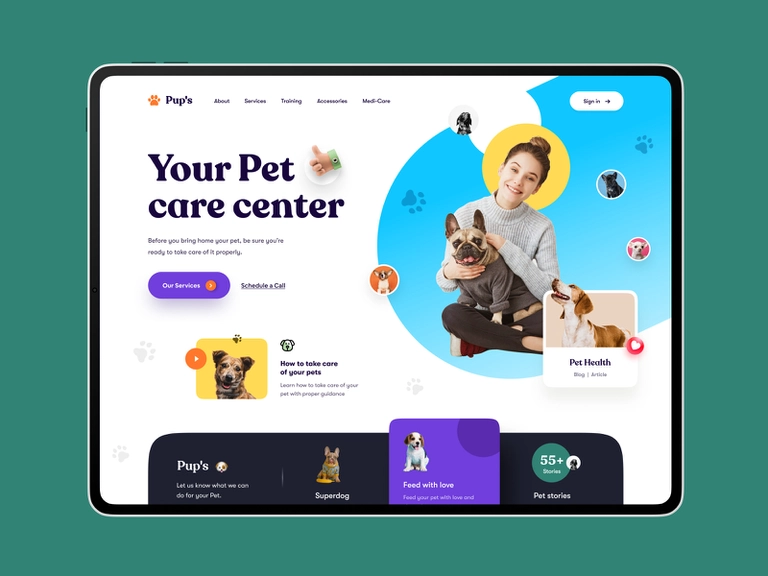 Pup's
About
Services
Training
Accessories
Medi-Care
Sign in
Your Pet
care center
Before you bring home your pet, be sure you're
ready to take care of it properly.
Our Services
Schedule a Call
How to take care
of your pets
Learn how to take care of your
pet with proper guidance
Pet Health
Blog | Article
Pup's
Let us know what we can
do for your Pet.
Superdog
Feed with love
Feed your pet with love and
55+
Stories
Pet stories